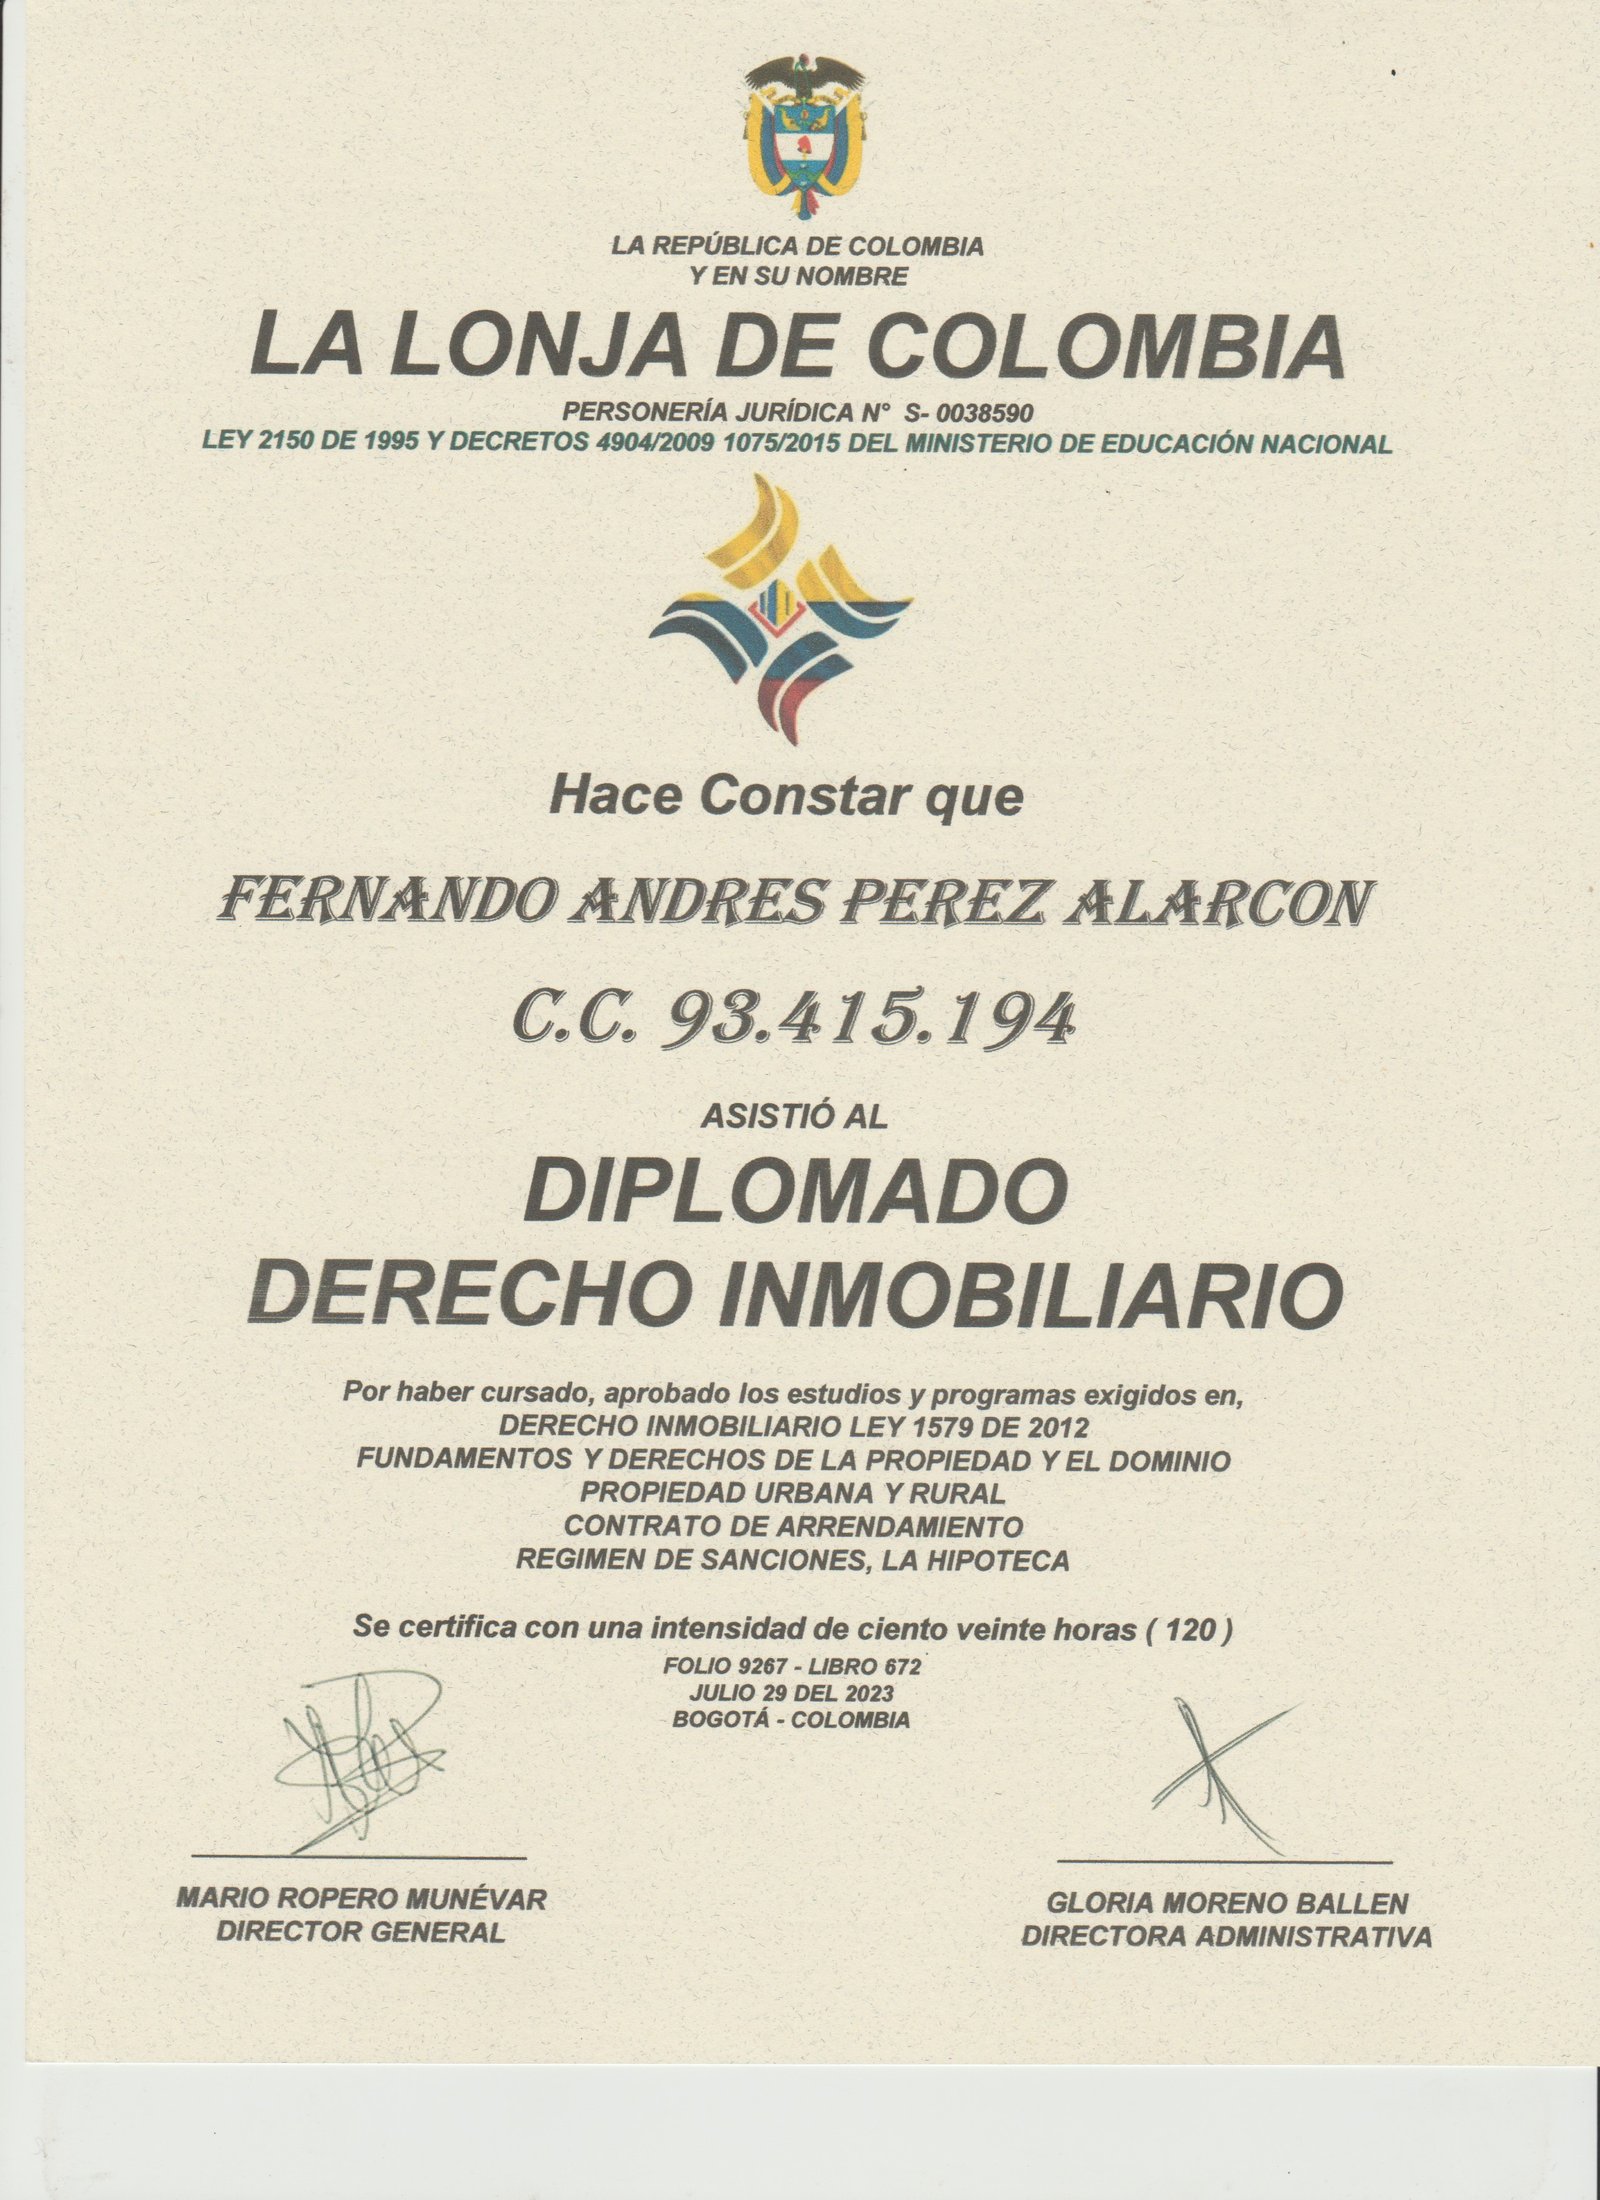 LA REPÚBLICA DE COLOMBIA
Y EN SU NOMBRE
LA LONJA DE COLOMBIA
PERSONERÍA JURÍDICA N° S- 0038590
LEY 2150 DE 1995 Y DECRETOS 4904/2009 1075/2015 DEL MINISTERIO DE EDUCACIÓN NACIONAL
Hace Constar que
FERNANDO ANDRES PEREZ ALARCON
C.C. 93.415.194
ASISTIÓ AL
DIPLOMADO
DERECHO INMOBILIARIO
Por haber cursado, aprobado los estudios y programas exigidos en,
DERECHO INMOBILIARIO LEY 1579 DE 2012
FUNDAMENTOS Y DERECHOS DE LA PROPIEDAD Y EL DOMINIO
PROPIEDAD URBANA Y RURAL
CONTRATO DE ARRENDAMIENTO
REGIMEN DE SANCIONES, LA HIPOTECA
Se certifica con una intensidad de ciento veinte horas ( 120 )
FOLIO 9267 - LIBRO 672
JULIO 29 DEL 2023
BOGOTÁ - COLOMBIA
MARIO ROPERO MUNÉVAR
DIRECTOR GENERAL
GLORIA MORENO BALLEN
DIRECTORA ADMINISTRATIVA